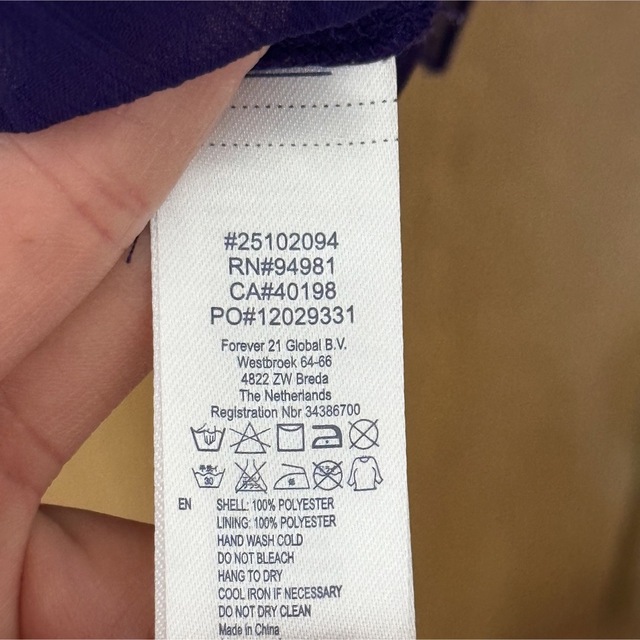 #25102094
RN#94981
CA#40198
PO#12029331
Forever 21 Global B.V.
Westbroek 64-66
4822 ZW Breda
The Netherlands
Registration Nbr 34386700
30
EN SHELL: 100% POLYESTER
LINING: 100% POLYESTER
HAND WASH COLD
DO NOT BLEACH
HANG TO DRY
COOL IRON IF NECESSARY
DO NOT DRY CLEAN
Made in China